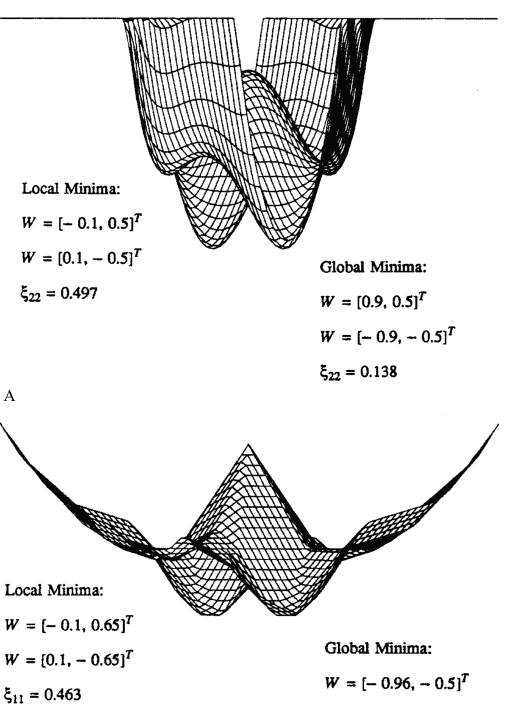 Local Minima:
W = [– 0.1, 0.5]^T
W = [0.1, – 0.5]^T
ξ₂₂ = 0.497
Global Minima:
W = [0.9, 0.5]^T
W = [– 0.9, – 0.5]^T
ξ₂₂ = 0.138
A
Local Minima:
W = [– 0.1, 0.65]^T
W = [0.1, – 0.65]^T
ξ₁₁ = 0.463
Global Minima:
W = [– 0.96, – 0.5]^T